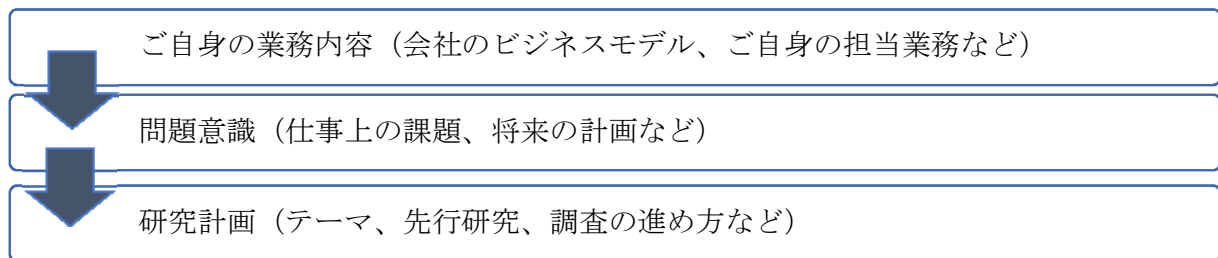 ご自身の業務内容（会社のビジネスモデル、ご自身の担当業務など）
問題意識（仕事上の課題、将来の計画など）
研究計画（テーマ、先行研究、調査の進め方など）